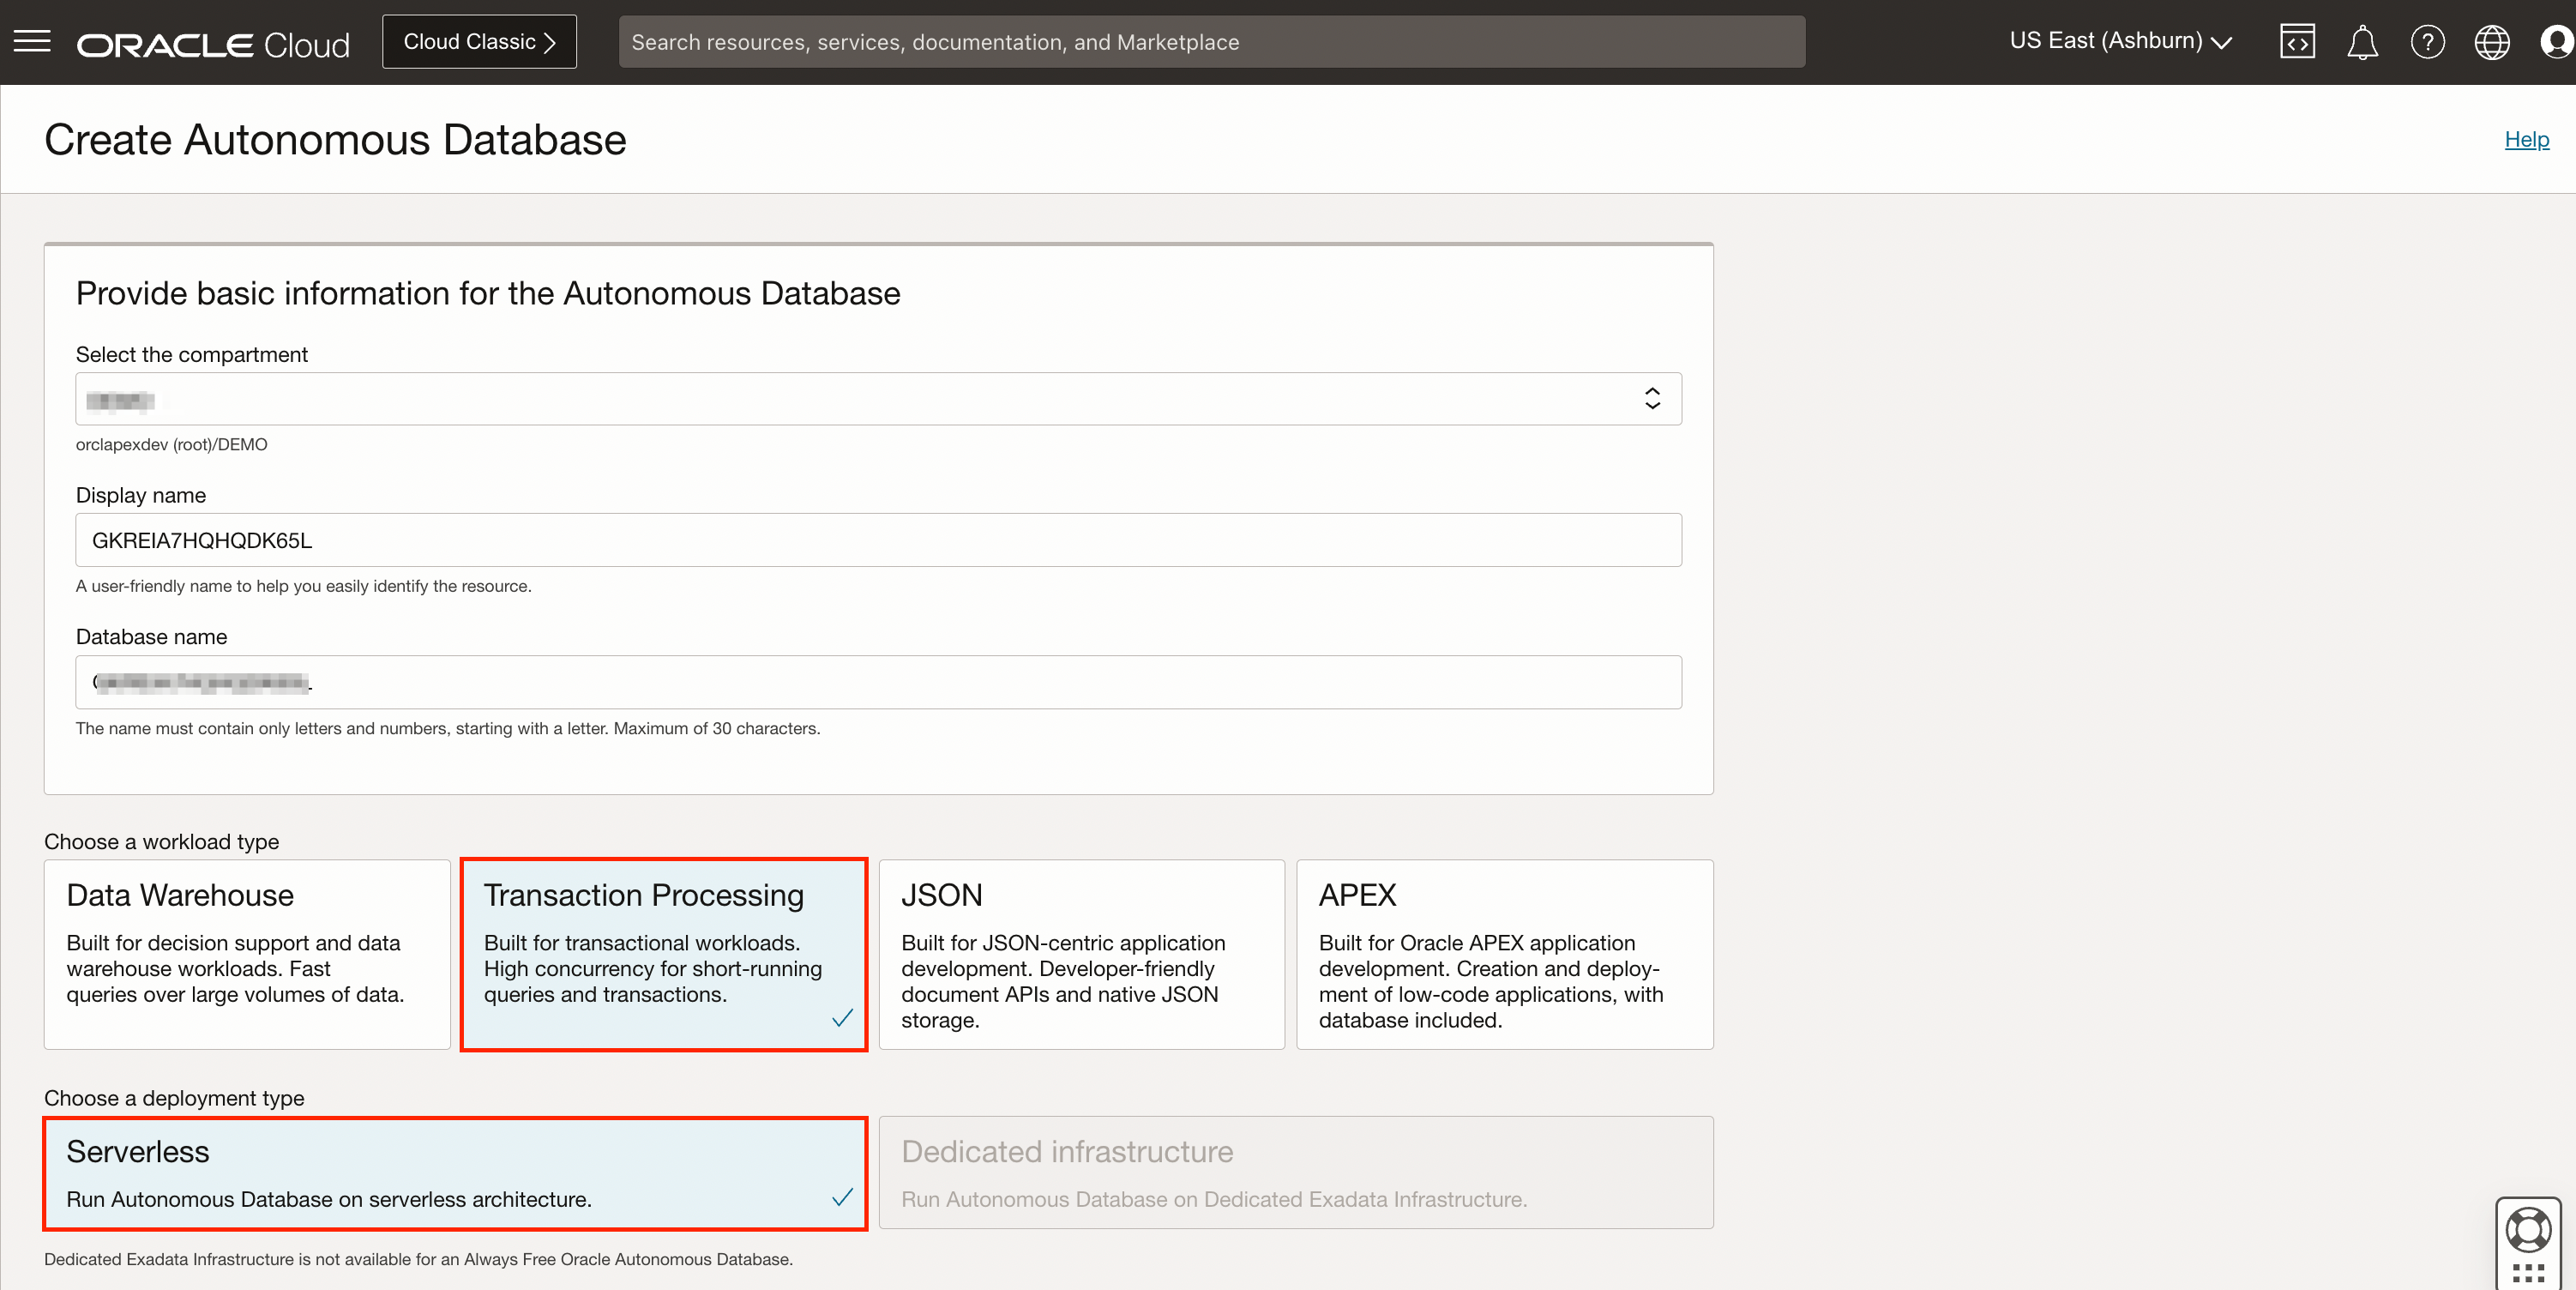 ORACLE Cloud
Cloud Classic
Search resources, services, documentation, and Marketplace
US East (Ashburn)
Create Autonomous Database
Help
Provide basic information for the Autonomous Database
Select the compartment
orclapexdev (root)/DEMO
Display name
GKREIA7HQHQDK65L
A user-friendly name to help you easily identify the resource.
Database name
The name must contain only letters and numbers, starting with a letter. Maximum of 30 characters.
Choose a workload type
Data Warehouse
Built for decision support and data
warehouse workloads. Fast
queries over large volumes of data.
Transaction Processing
Built for transactional workloads.
High concurrency for short-running
queries and transactions.
JSON
Built for JSON-centric application
development. Developer-friendly
document APIs and native JSON
storage.
APEX
Built for Oracle APEX application
development. Creation and deploy-
ment of low-code applications, with
database included.
Choose a deployment type
Serverless
Run Autonomous Database on serverless architecture.
Dedicated infrastructure
Run Autonomous Database on Dedicated Exadata Infrastructure.
Dedicated Exadata Infrastructure is not available for an Always Free Oracle Autonomous Database.